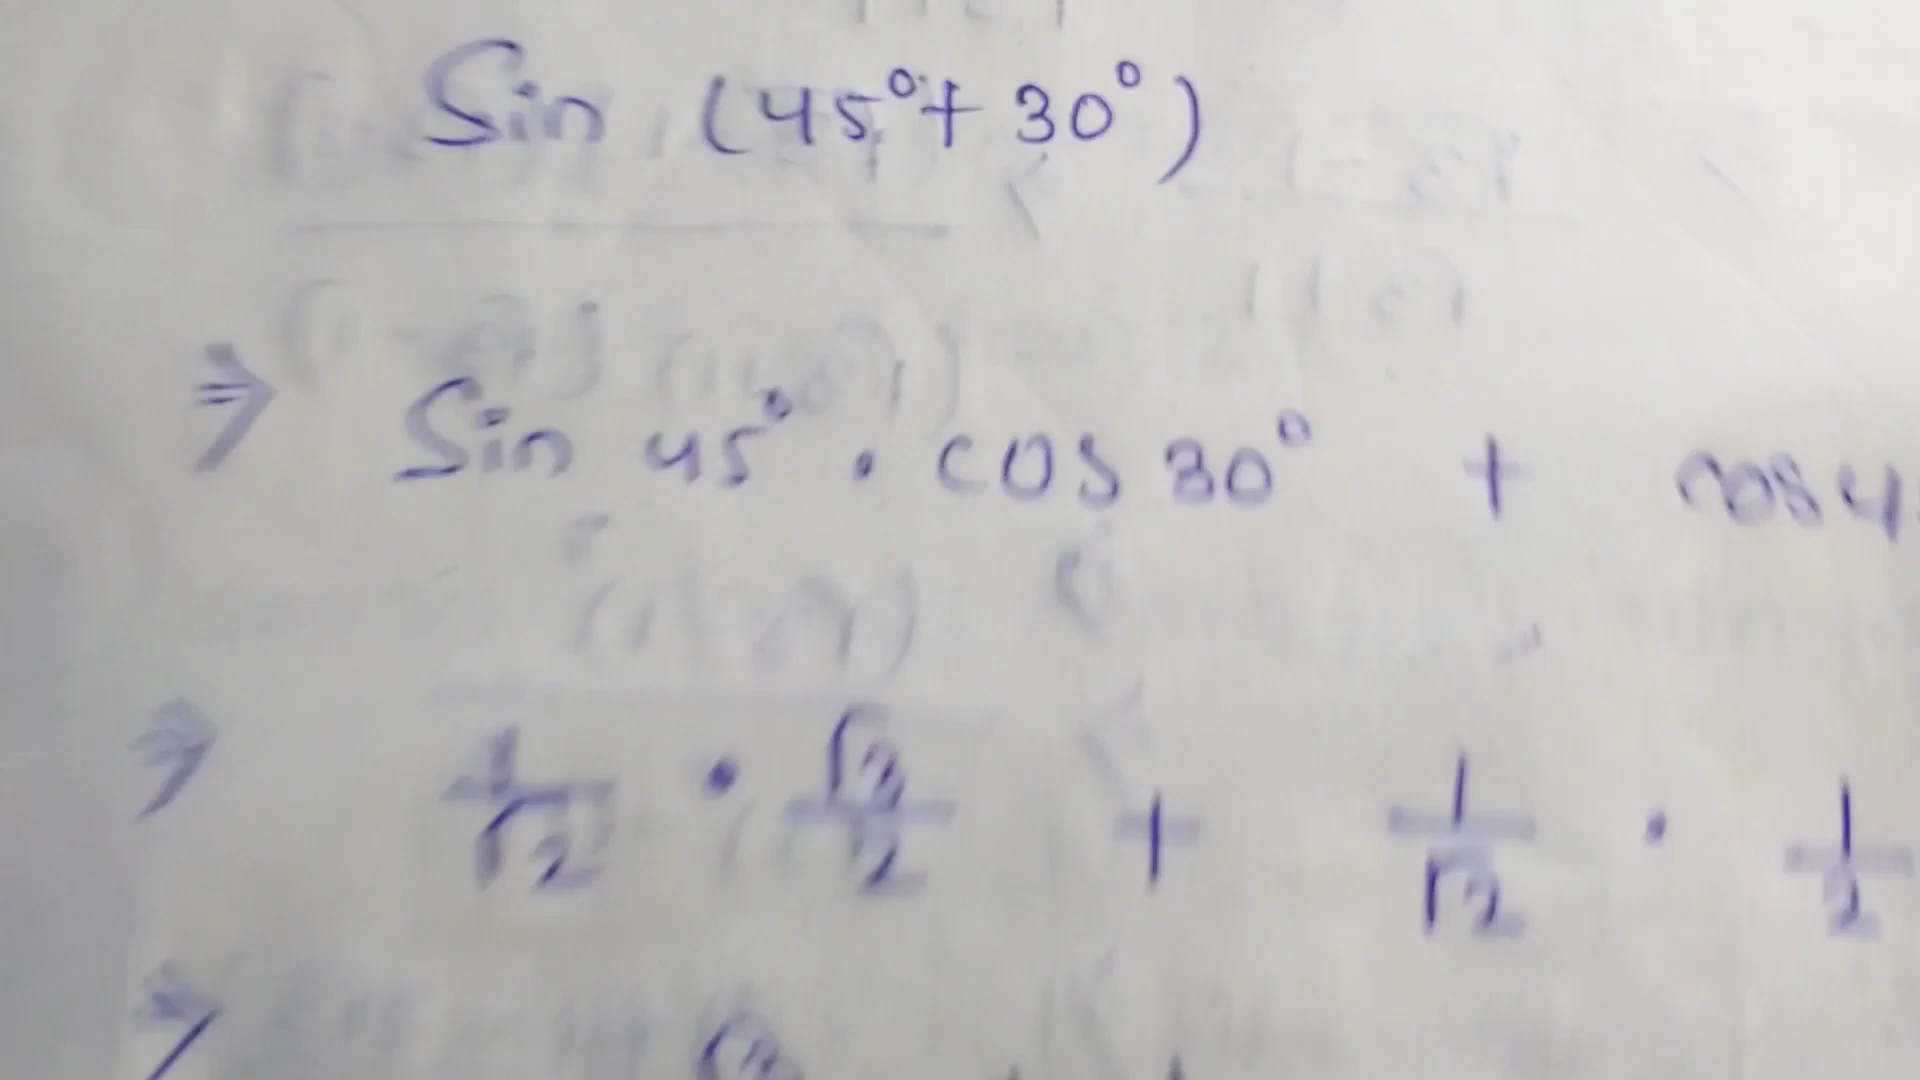 Sin (45° + 30°)
⇒ Sin 45° . cos 30° + cos 4
⇒ 1/√2 . √3/2 + 1/√2 . 1/2